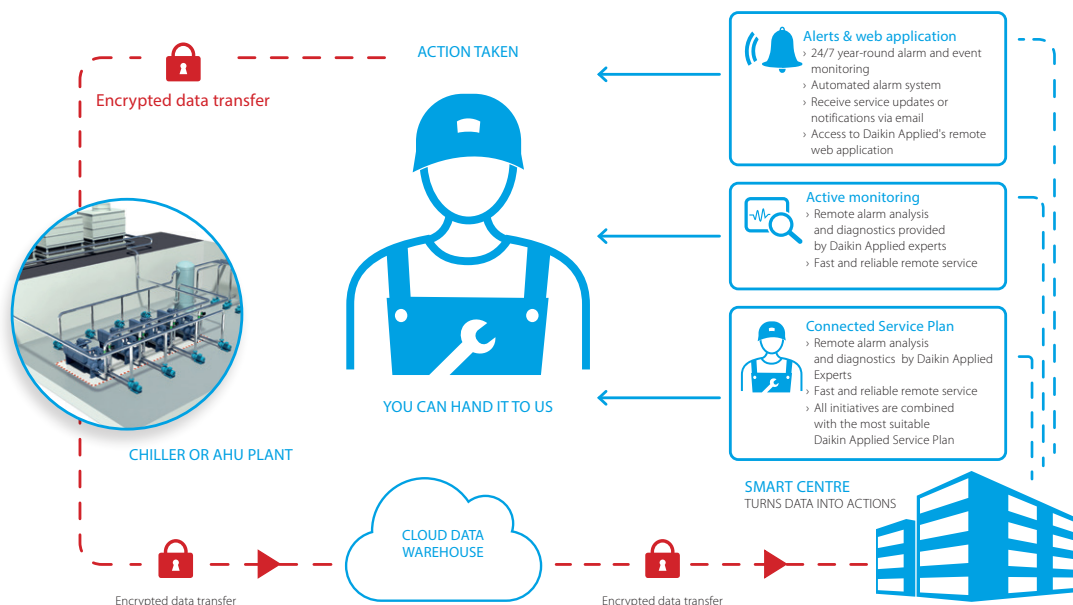 ACTION TAKEN
Encrypted data transfer
Alerts & web application
› 24/7 year-round alarm and event
monitoring
› Automated alarm system
› Receive service updates or
notifications via email
› Access to Daikin Applied's remote
web application
Active monitoring
› Remote alarm analysis
and diagnostics provided
by Daikin Applied experts
› Fast and reliable remote service
Connected Service Plan
› Remote alarm analysis
and diagnostics by Daikin Applied
Experts
› Fast and reliable remote service
› All initiatives are combined
with the most suitable
Daikin Applied Service Plan
YOU CAN HAND IT TO US
CHILLER OR AHU PLANT
SMART CENTRE
TURNS DATA INTO ACTIONS
CLOUD DATA
WAREHOUSE
Encrypted data transfer
Encrypted data transfer